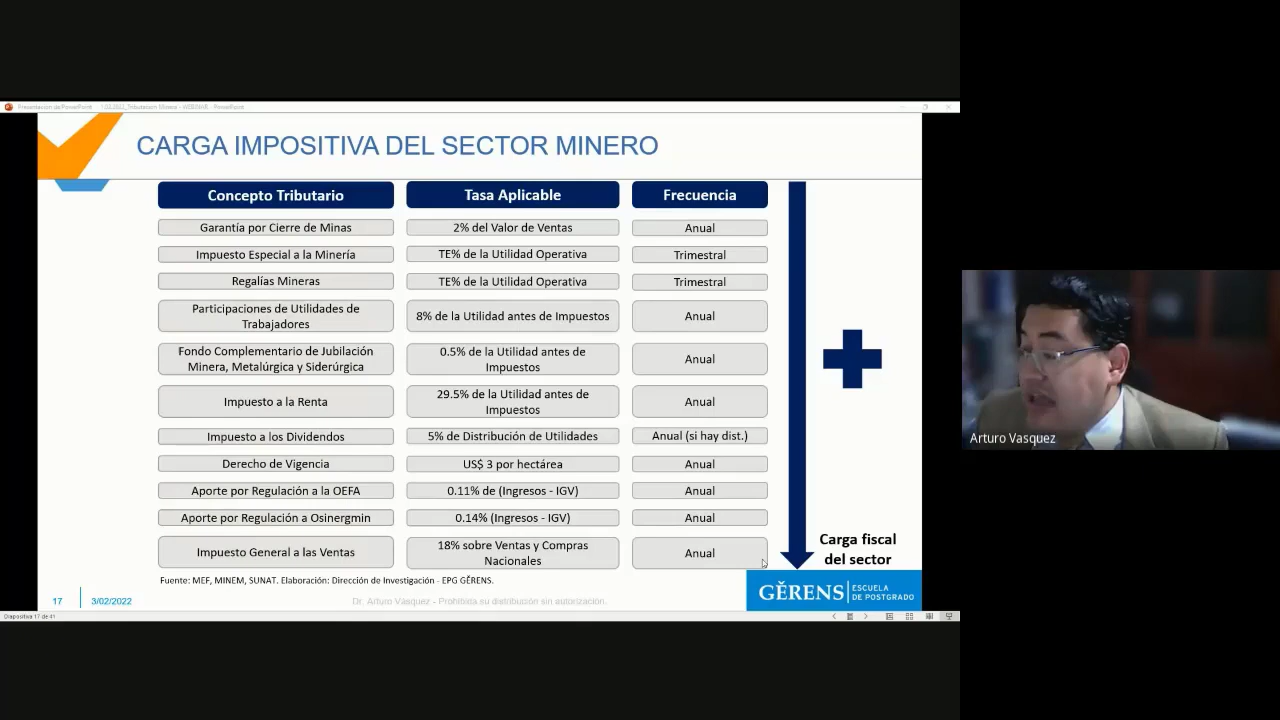 Presentación de PowerPoint
PowerPoint
CARGA IMPOSITIVA DEL SECTOR MINERO
Concepto Tributario
Tasa Aplicable
Frecuencia
Garantía por Cierre de Minas
2% del Valor de Ventas
Anual
Impuesto Especial a la Minería
TE% de la Utilidad Operativa
Trimestral
Regalías Mineras
TE% de la Utilidad Operativa
Trimestral
Participaciones de Utilidades de
Trabajadores
8% de la Utilidad antes de Impuestos
Anual
Fondo Complementario de Jubilación
Minera, Metalúrgica y Siderúrgica
0.5% de la Utilidad antes de
Impuestos
Anual
Impuesto a la Renta
29.5% de la Utilidad antes de
Impuestos
Anual
Impuesto a los Dividendos
5% de Distribución de Utilidades
Anual (si hay dist.)
Derecho de Vigencia
US$ 3 por hectárea
Anual
Aporte por Regulación a la OEFA
0.11% de (Ingresos - IGV)
Anual
Aporte por Regulación a Osinergmin
0.14% (Ingresos - IGV)
Anual
Impuesto General a las Ventas
18% sobre Ventas y Compras
Nacionales
Anual
Carga fiscal
del sector
Fuente: MEF, MINEM, SUNAT. Elaboración: Dirección de Investigación - EPG GĚRENS.
17
3/02/2022
Dr. Arturo Vasquez - Prohibida su distribución sin autorización.
GĚRENS
ESCUELA
DE POSTGRADO
Diapositiva 17 de 41
Arturo Vasquez